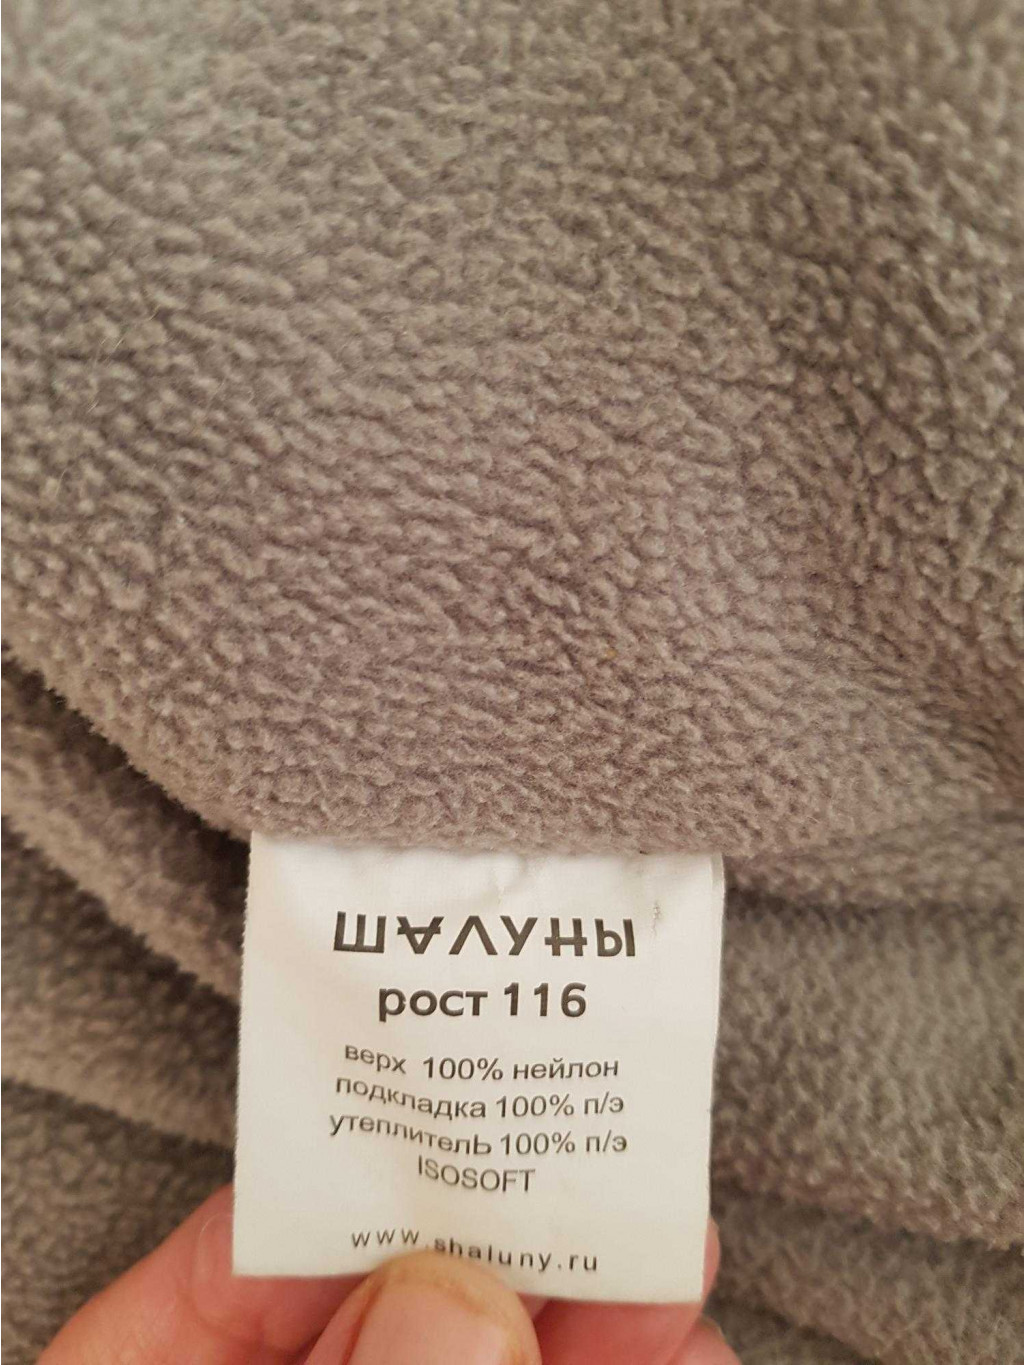 ШАЛУНЫ
рост 116
верх 100% нейлон
подкладка 100% п/э
утеплитель 100% п/э
ISOSOFT
www.shaluny.ru